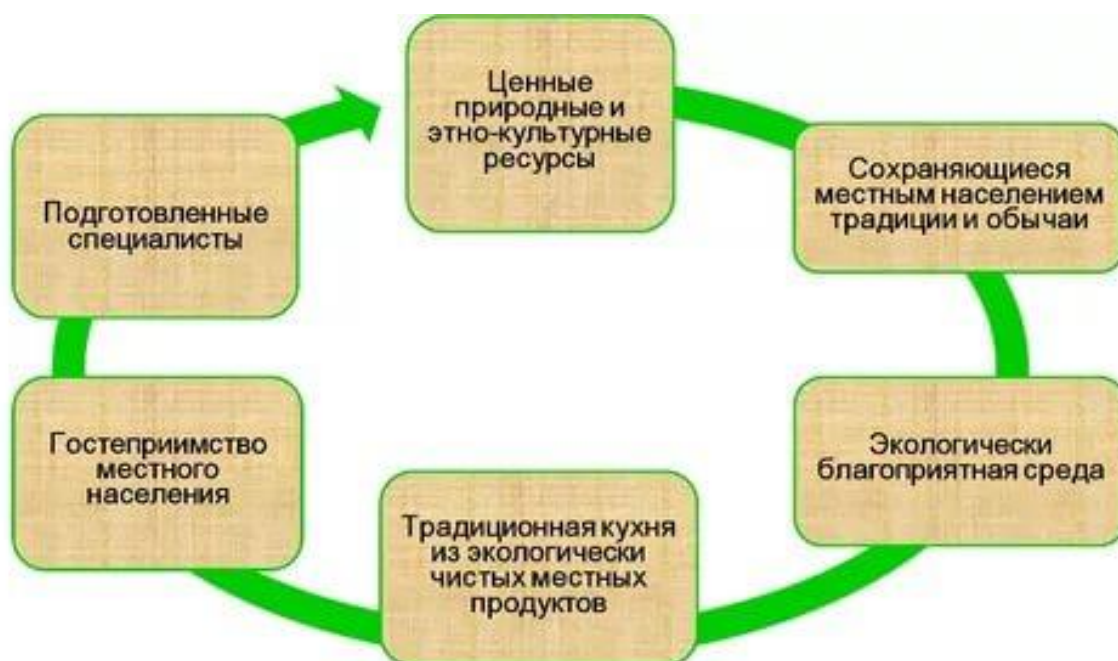 Ценные
природные и
этно-культурные
ресурсы
Сохраняющиеся
местным населением
традиции и обычаи
Экологически
благоприятная среда
Традиционная кухня
из экологически
чистых местных
продуктов
Гостеприимство
местного
населения
Подготовленные
специалисты